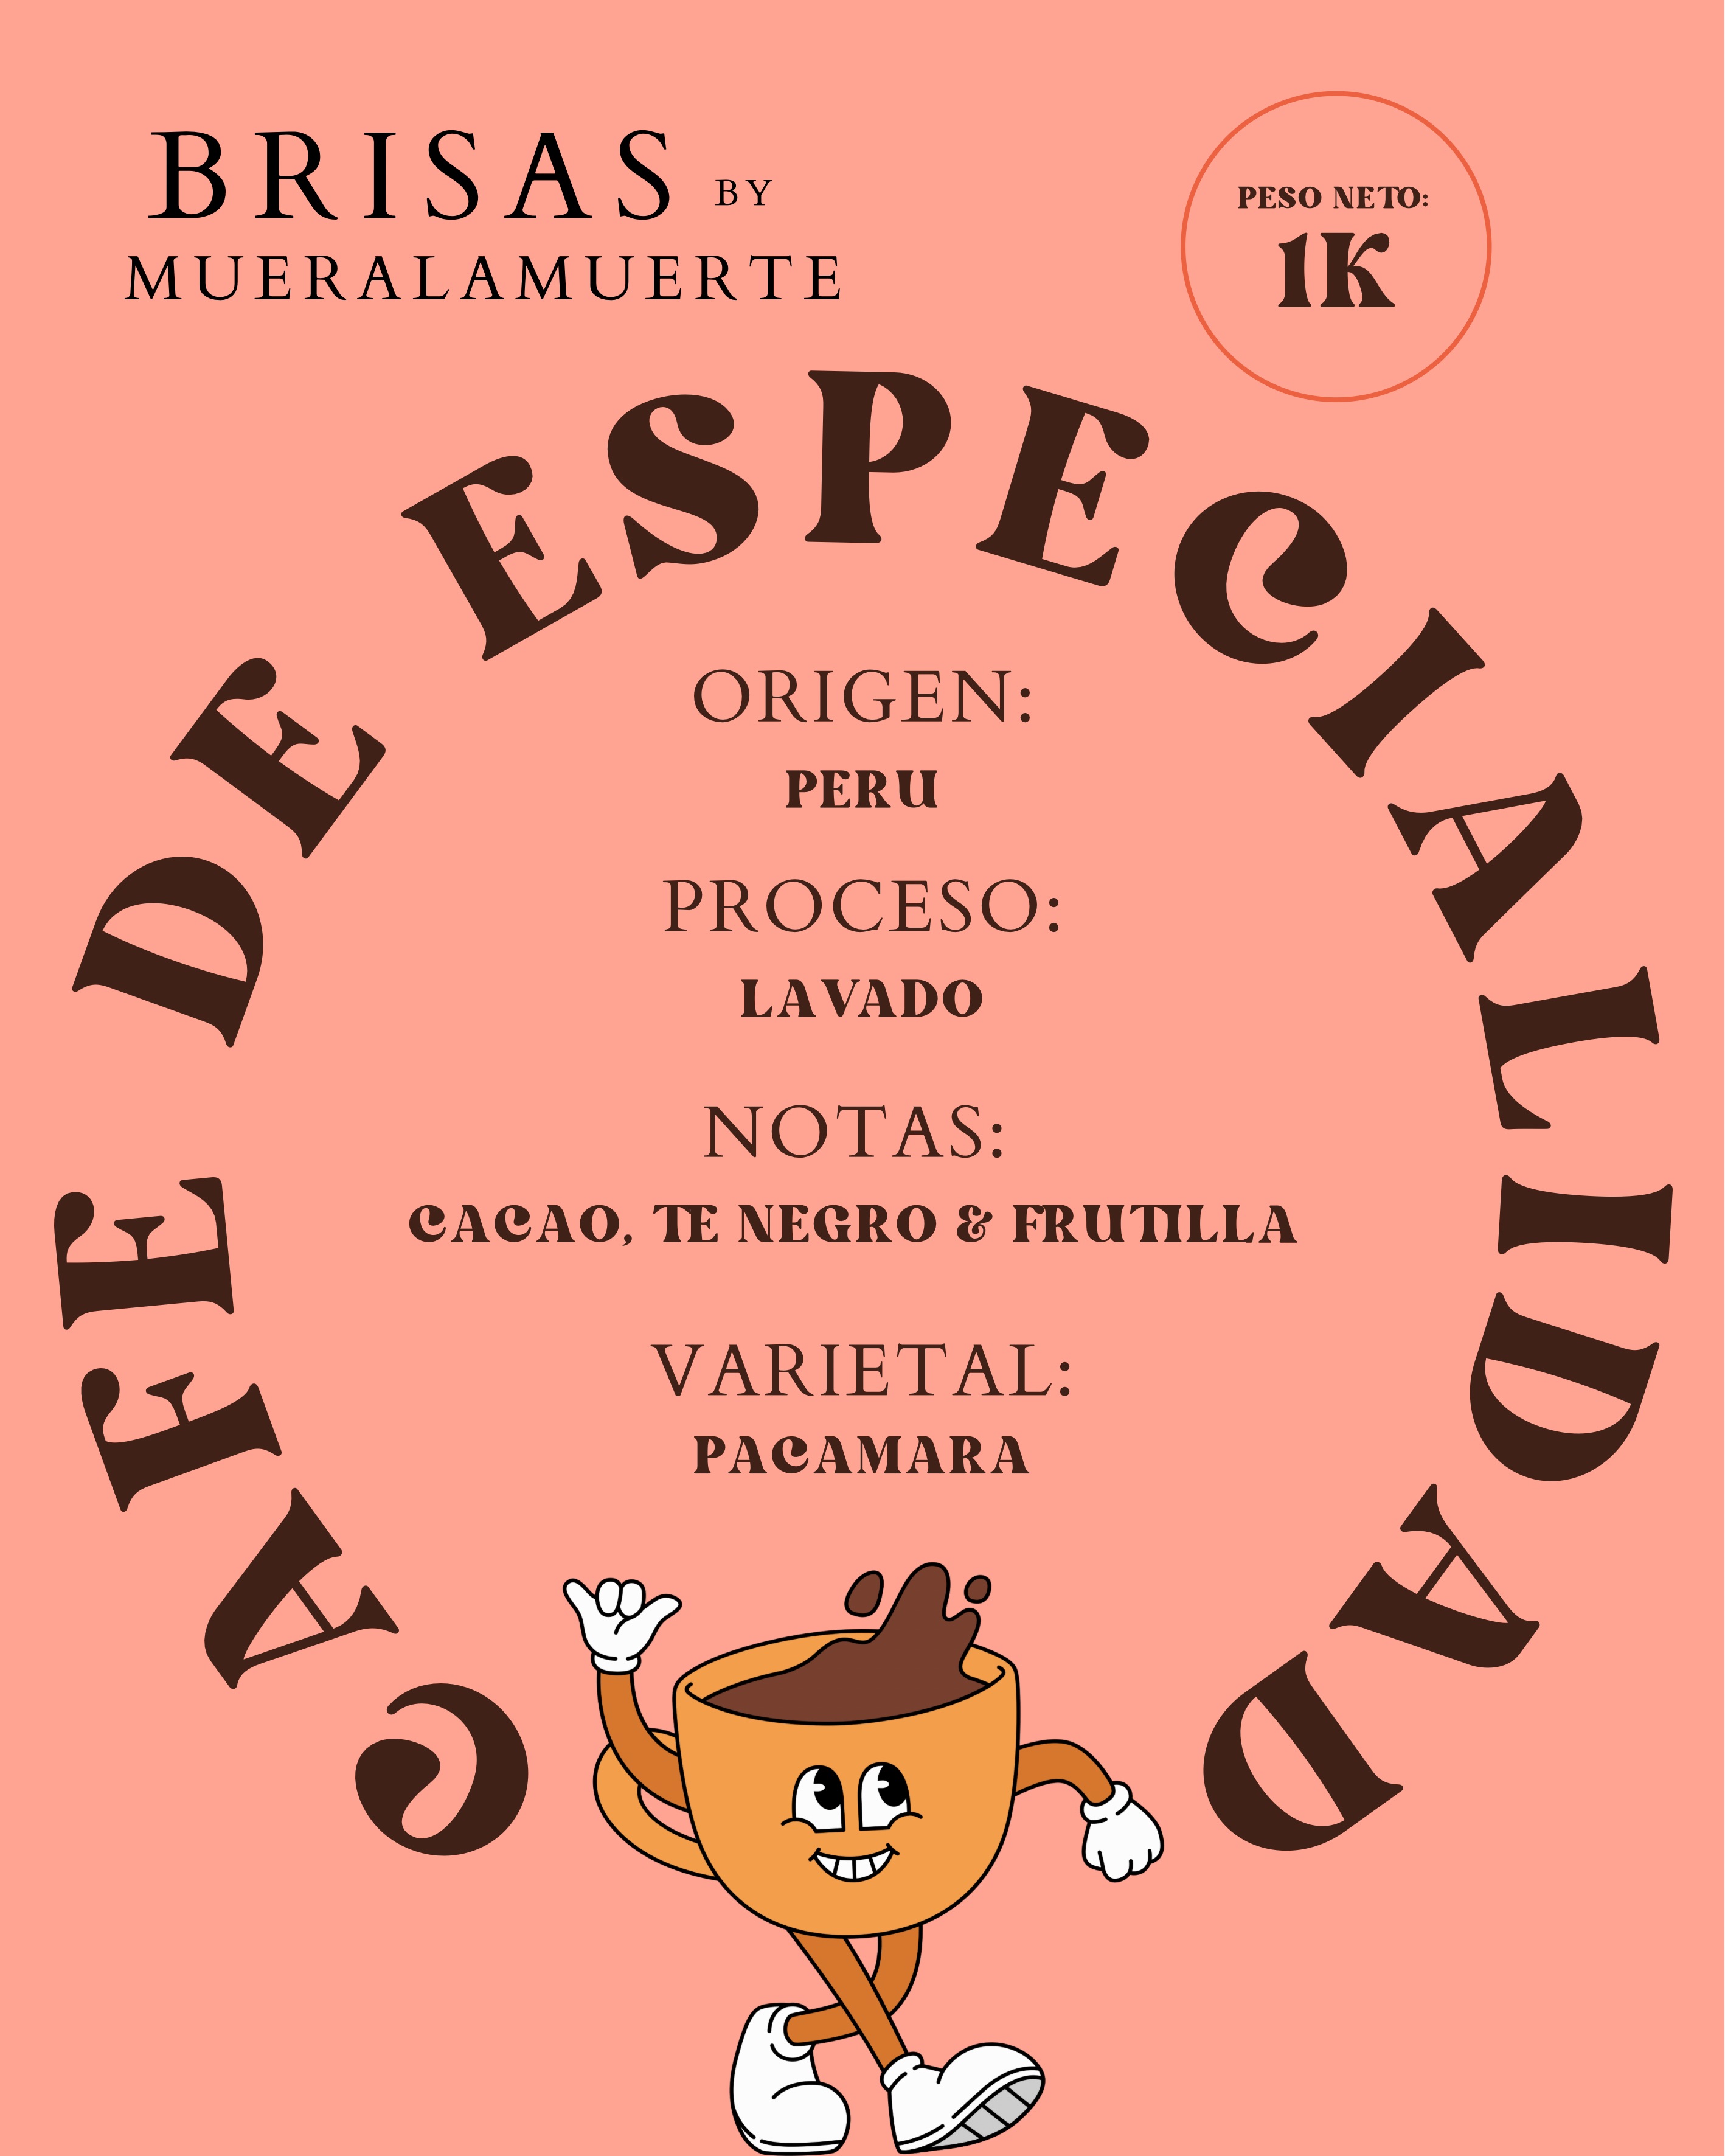 BRISAS BY
MUERALAMUERTE
PESO NETO:
1K
CAFE DE ESPECIALIDAD
ORIGEN:
PERU
PROCESO:
LAVADO
NOTAS:
CACAO, TE NEGRO & FRUTILLA
VARIETAL:
PACAMARA